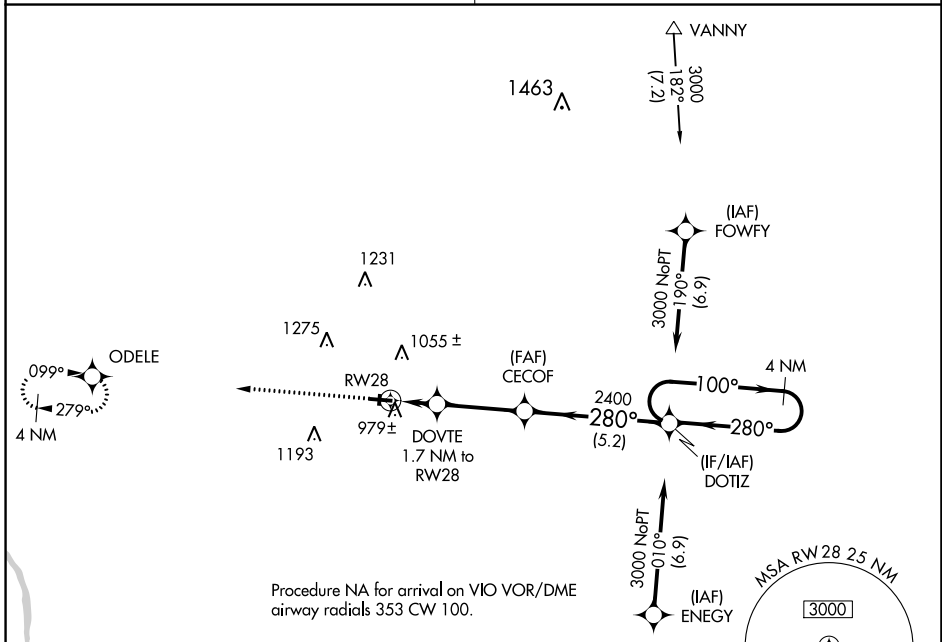 VANNY
3000
182°
(7.2)
1463
(IAF)
FOWFY
3000 NoPT
190°
(6.9)
1231
1275
1055 ±
ODELE
099°
279°
4 NM
RW28
979±
1193
DOVTE
1.7 NM to
RW28
(FAF)
CECOF
2400
280°
(5.2)
4 NM
100°
280°
(IF/IAF)
DOTIZ
3000 NoPT
010°
(6.9)
(IAF)
ENEGY
Procedure NA for arrival on VIO VOR/DME
airway radials 353 CW 100.
MSA RW28 25 NM
3000